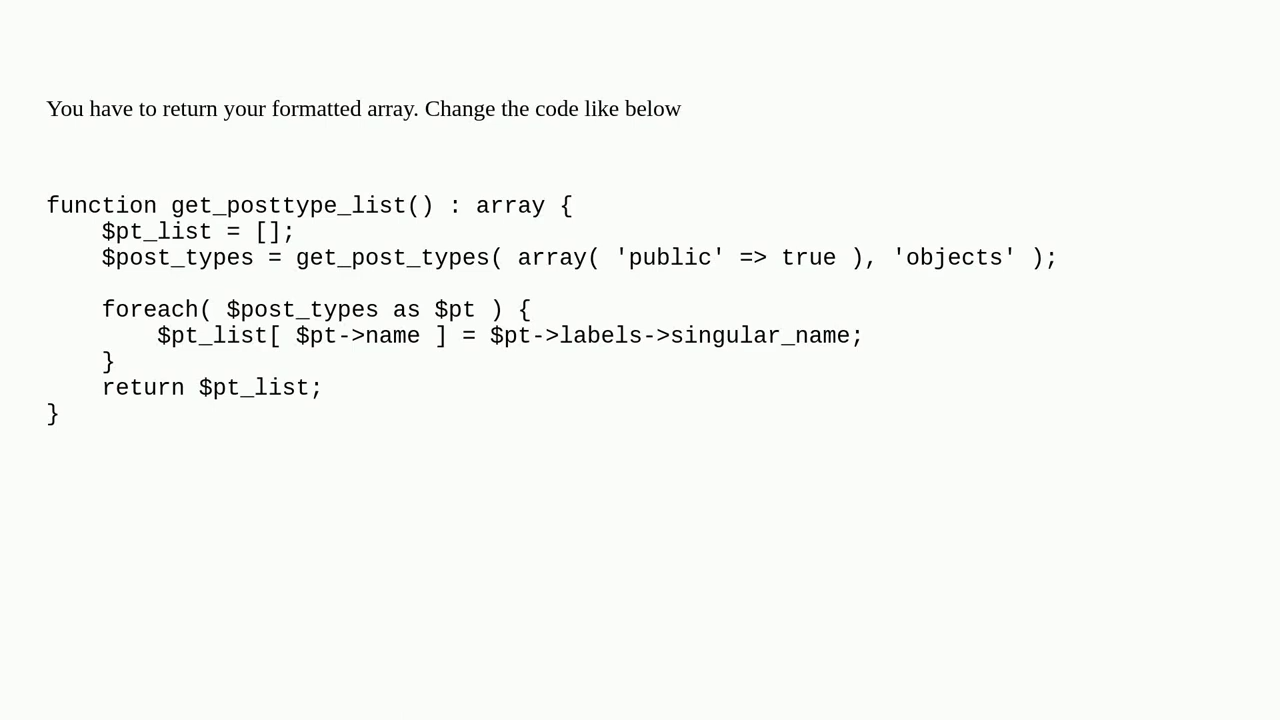 You have to return your formatted array. Change the code like below
function get_posttype_list() : array {
    $pt_list = [];
    $post_types = get_post_types( array( 'public' => true ), 'objects' );
    foreach( $post_types as $pt ) {
        $pt_list[ $pt->name ] = $pt->labels->singular_name;
    }
    return $pt_list;
}